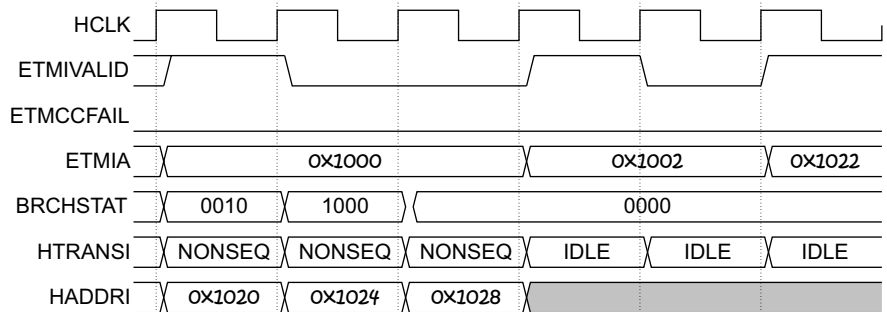 HCLK
ETMIVALID
ETMCCFAIL
ETMIA 0X1000 0X1002 0X1022
BRCHSTAT 0010 1000 0000
HTRANSI NONSEQ NONSEQ NONSEQ IDLE IDLE IDLE
HADDRI 0X1020 0X1024 0X1028